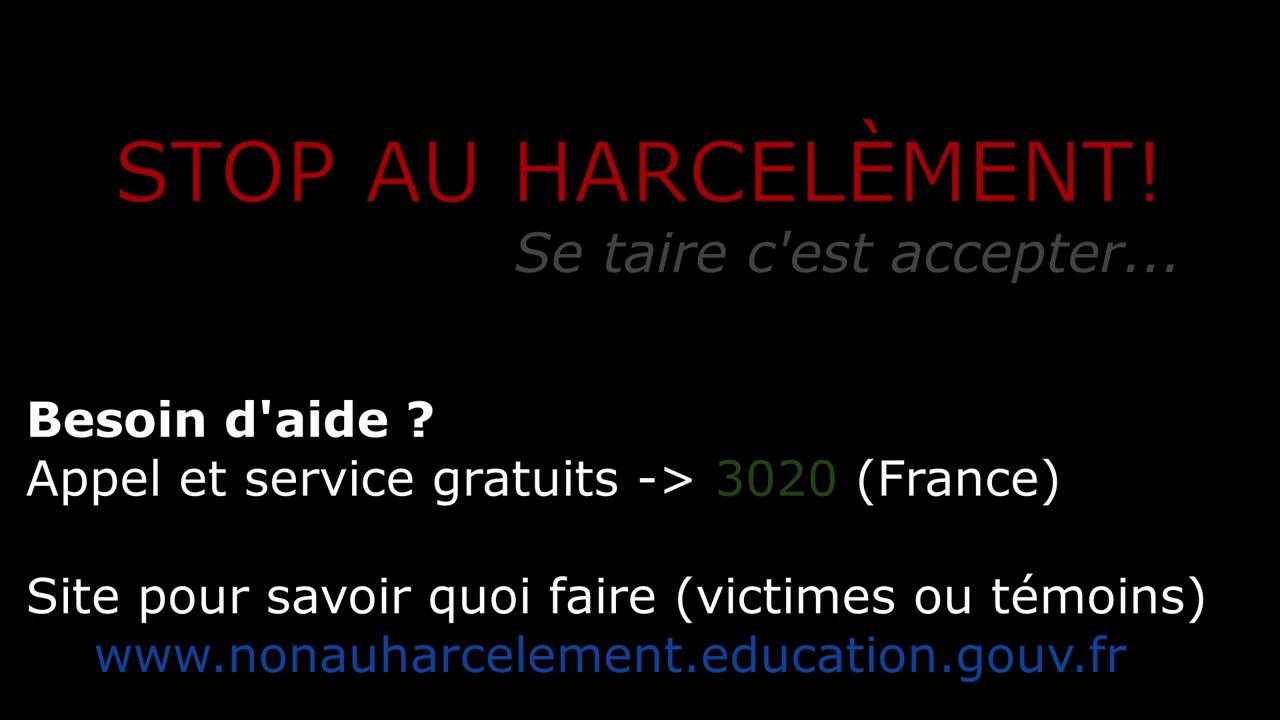 STOP AU HARCELÈMENT!
Se taire c'est accepter...
Besoin d'aide ?
Appel et service gratuits -> 3020 (France)
Site pour savoir quoi faire (victimes ou témoins)
www.nonauharcelement.education.gouv.fr